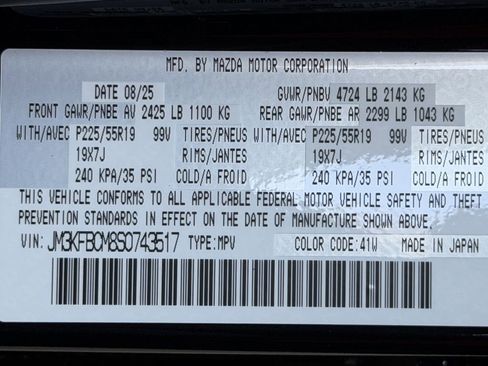 MFD. BY MAZDA MOTOR CORPORATION
DATE 08/25 GVWR/PNBV 4724 LB 2143 KG
FRONT GAWR/PNBE AV 2425 LB 1100 KG REAR GAWR/PNBE AR 2299 LB 1043 KG
WITH/AVEC P225/55R19 99V TIRES/PNEUS WITH/AVEC P225/55R19 99V TIRES/PNEUS
19X7J RIMS/JANTES 19X7J RIMS/JANTES
240 KPA/35 PSI COLD/A FROID 240 KPA/35 PSI COLD/A FROID
THIS VEHICLE CONFORMS TO ALL APPLICABLE FEDERAL MOTOR VEHICLE SAFETY AND THEFT
PREVENTION STANDARDS IN EFFECT ON THE DATE OF MANUFACTURE SHOWN ABOVE.
VIN: JM3KFBCM8S0743517 TYPE: MPV COLOR CODE: 41W MADE IN JAPAN